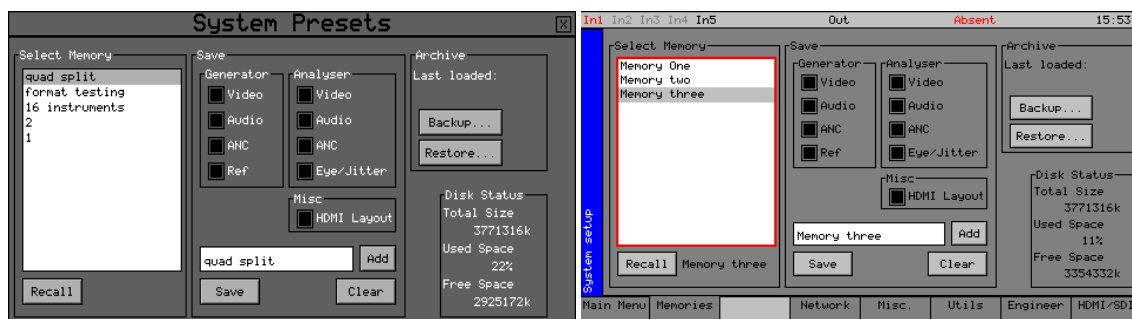 System Presets
X
Select Memory
quad split
format testing
16 instruments
2
1
Recall
Save
Generator
Video
Audio
ANC
Ref
Analyser
Video
Audio
ANC
Eye/Jitter
Misc
HDMI Layout
quad split
Add
Save
Clear
Archive
Last loaded:
Backup...
Restore...
Disk Status
Total Size
3771316k
Used Space
22%
Free Space
2925172k
In1 In2 In3 In4 In5 Out Absent 15:53
System setup
Select Memory
Memory One
Memory two
Memory three
Recall Memory three
Save
Generator
Video
Audio
ANC
Ref
Analyser
Video
Audio
ANC
Eye/Jitter
Misc
HDMI Layout
Memory three
Add
Save
Clear
Archive
Last loaded:
Backup...
Restore...
Disk Status
Total Size
3771316k
Used Space
11%
Free Space
3354332k
Main Menu Memories Network Misc. Utils Engineer HDMI/SDI